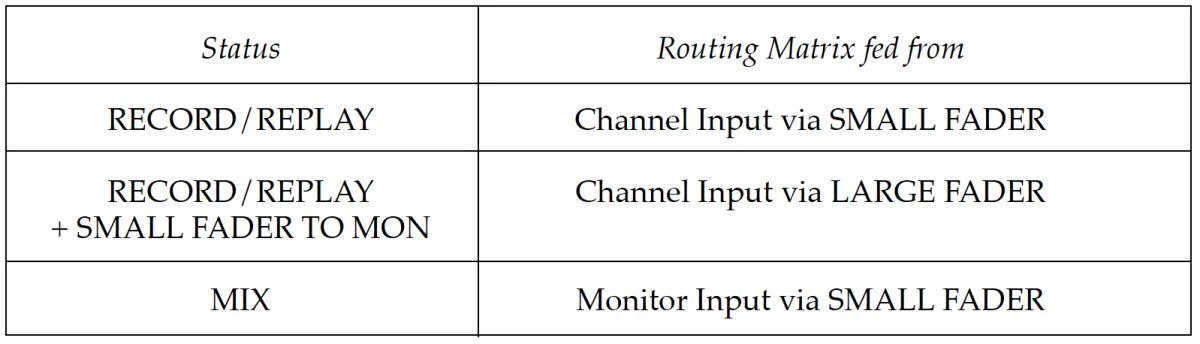 Status
Routing Matrix fed from
RECORD / REPLAY
Channel Input via SMALL FADER
RECORD / REPLAY
+ SMALL FADER TO MON
Channel Input via LARGE FADER
MIX
Monitor Input via SMALL FADER